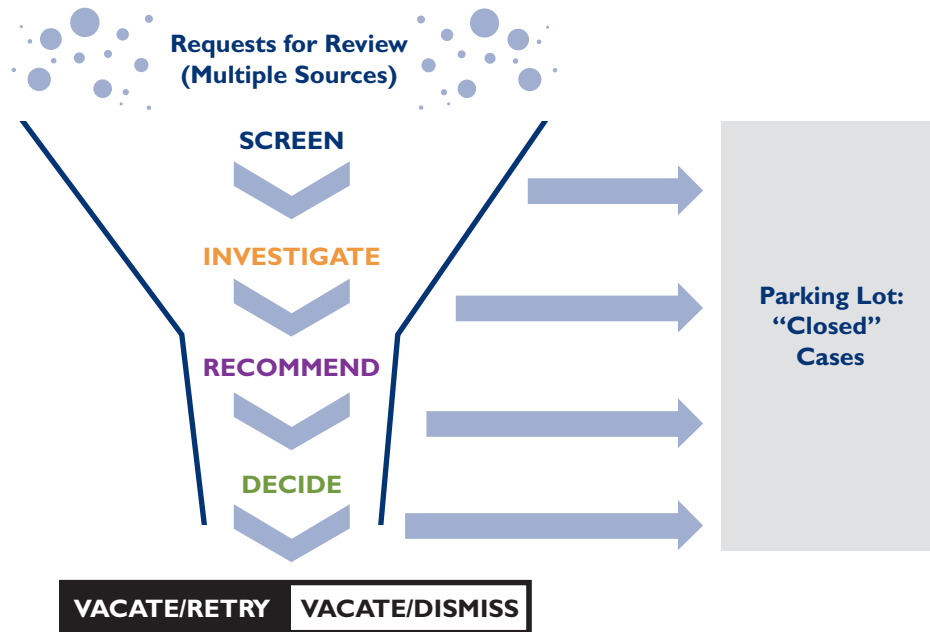 Requests for Review
(Multiple Sources)
SCREEN
INVESTIGATE
RECOMMEND
DECIDE
VACATE/RETRY VACATE/DISMISS
Parking Lot:
“Closed”
Cases